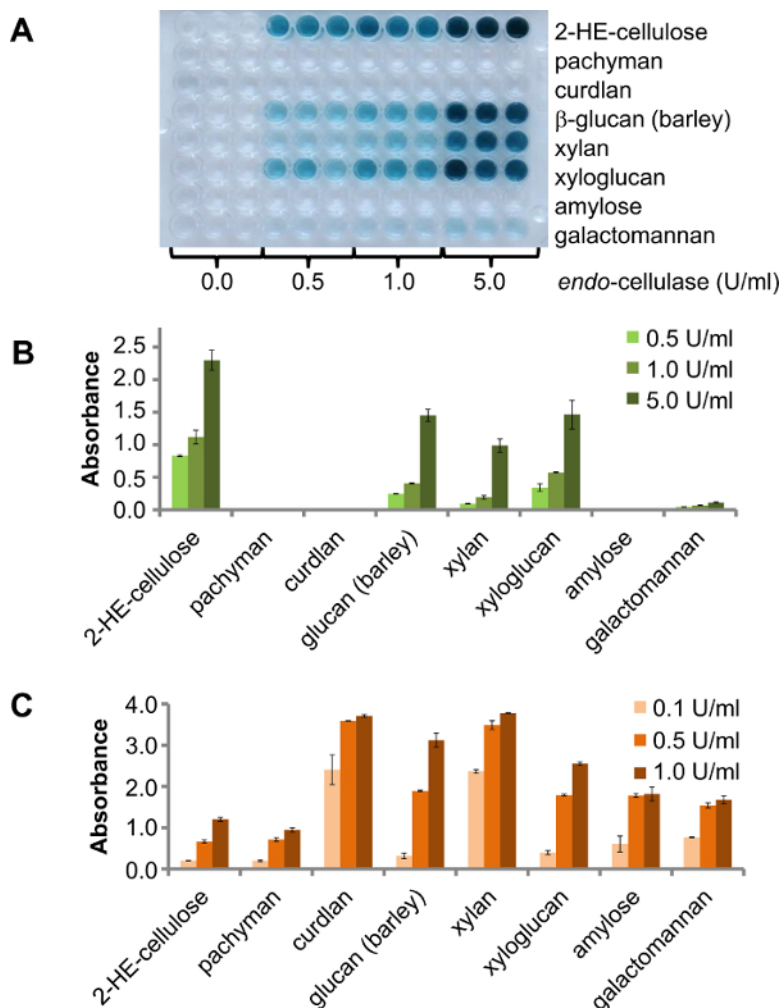 A
2-HE-cellulose
pachyman
curdlan
β-glucan (barley)
xylan
xyloglucan
amylose
galactomannan
0.0 0.5 1.0 5.0 endo-cellulase (U/ml)
B
Absorbance
2.5
2.0
1.5
1.0
0.5
0.0
0.5 U/ml
1.0 U/ml
5.0 U/ml
2-HE-cellulose
pachyman
curdlan
glucan (barley)
xylan
xyloglucan
amylose
galactomannan
C
Absorbance
4.0
3.0
2.0
1.0
0.0
0.1 U/ml
0.5 U/ml
1.0 U/ml
2-HE-cellulose
pachyman
curdlan
glucan (barley)
xylan
xyloglucan
amylose
galactomannan